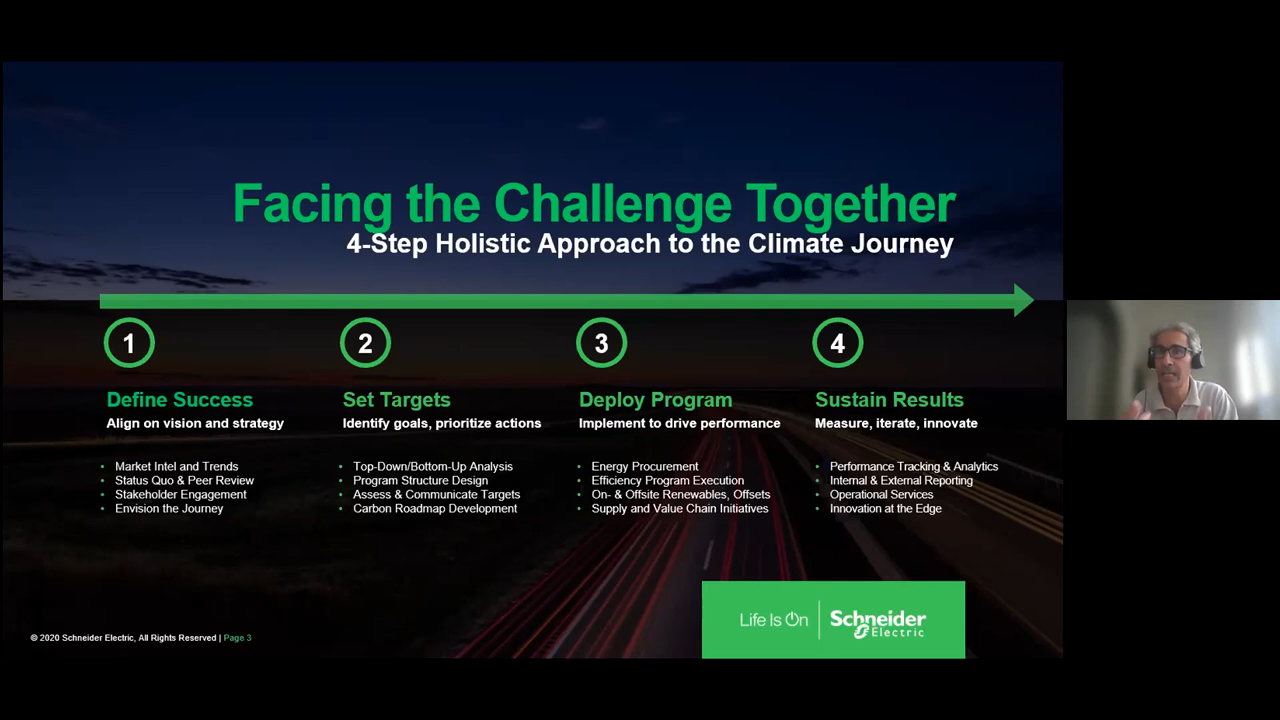 Facing the Challenge Together
4-Step Holistic Approach to the Climate Journey
1
Define Success
Align on vision and strategy
• Market Intel and Trends
• Status Quo & Peer Review
• Stakeholder Engagement
• Envision the Journey
2
Set Targets
Identify goals, prioritize actions
• Top-Down/Bottom-Up Analysis
• Program Structure Design
• Assess & Communicate Targets
• Carbon Roadmap Development
3
Deploy Program
Implement to drive performance
• Energy Procurement
• Efficiency Program Execution
• On- & Offsite Renewables, Offsets
• Supply and Value Chain Initiatives
4
Sustain Results
Measure, iterate, innovate
• Performance Tracking & Analytics
• Internal & External Reporting
• Operational Services
• Innovation at the Edge
© 2020 Schneider Electric, All Rights Reserved | Page 3
Life Is On
Schneider
Electric